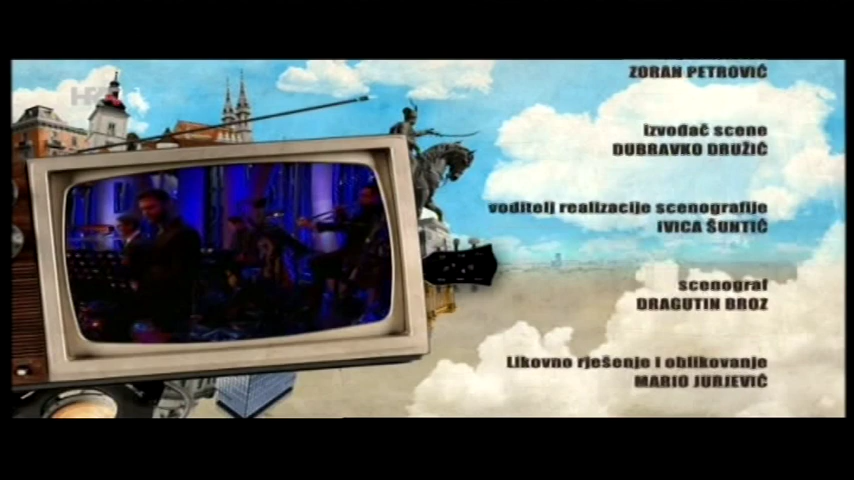 HRT
ZORAN PETROVIĆ
izvođač scene
DUBRAVKO DRUŽIĆ
voditelj realizacije scenografije
IVICA ŠUNTIĆ
scenograf
DRAGUTIN BROZ
Likovno rješenje i oblikovanje
MARIO JURJEVIĆ